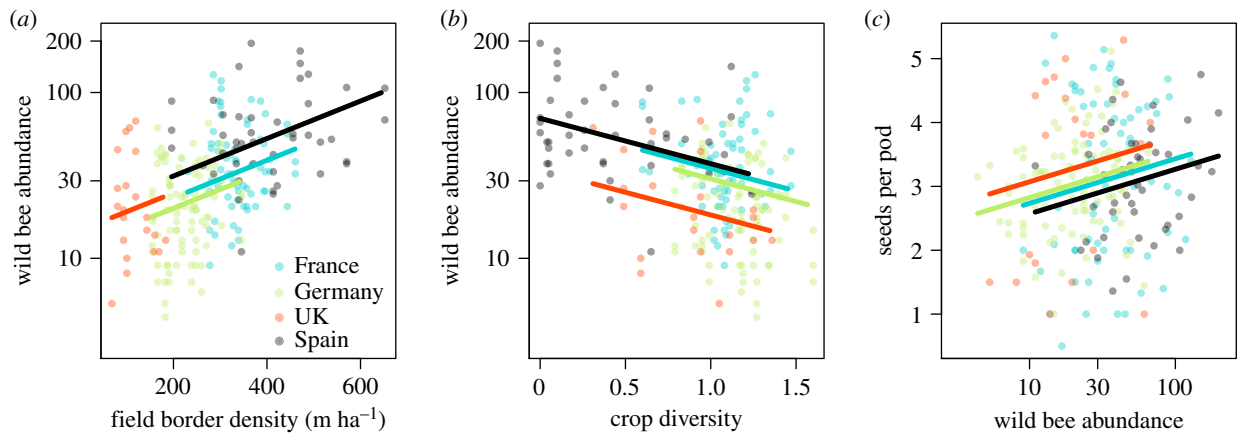 (a)
200
100
30
10
wild bee abundance
France
Germany
UK
Spain
200 400 600
field border density (m ha⁻¹)
(b)
200
100
30
10
wild bee abundance
0 0.5 1.0 1.5
crop diversity
(c)
5
4
3
2
1
seeds per pod
10 30 100
wild bee abundance